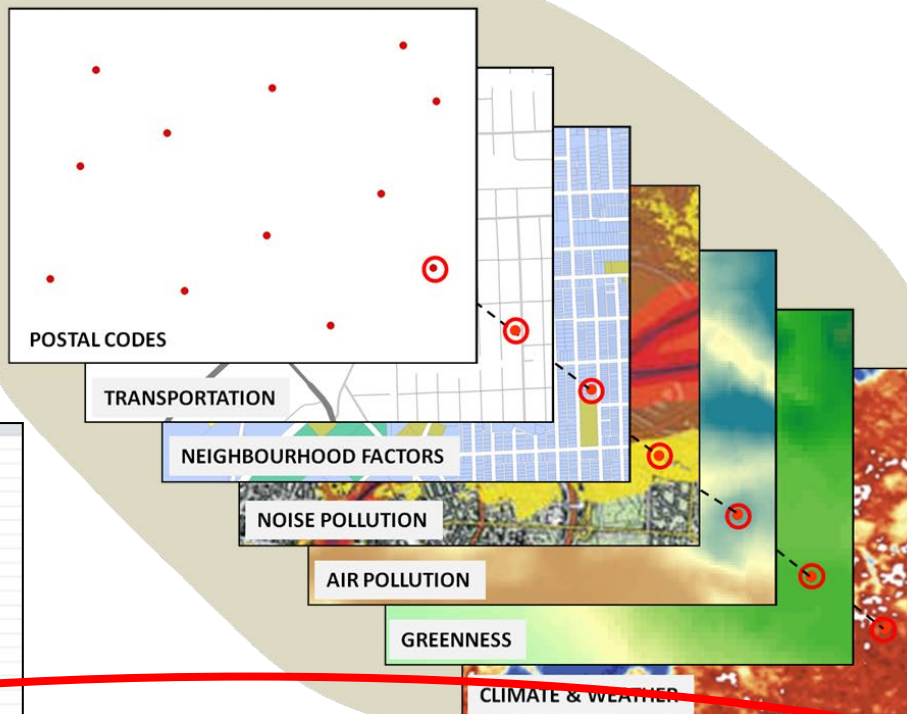 POSTAL CODES
TRANSPORTATION
NEIGHBOURHOOD FACTORS
NOISE POLLUTION
AIR POLLUTION
GREENNESS
CLIMATE & WEATHER